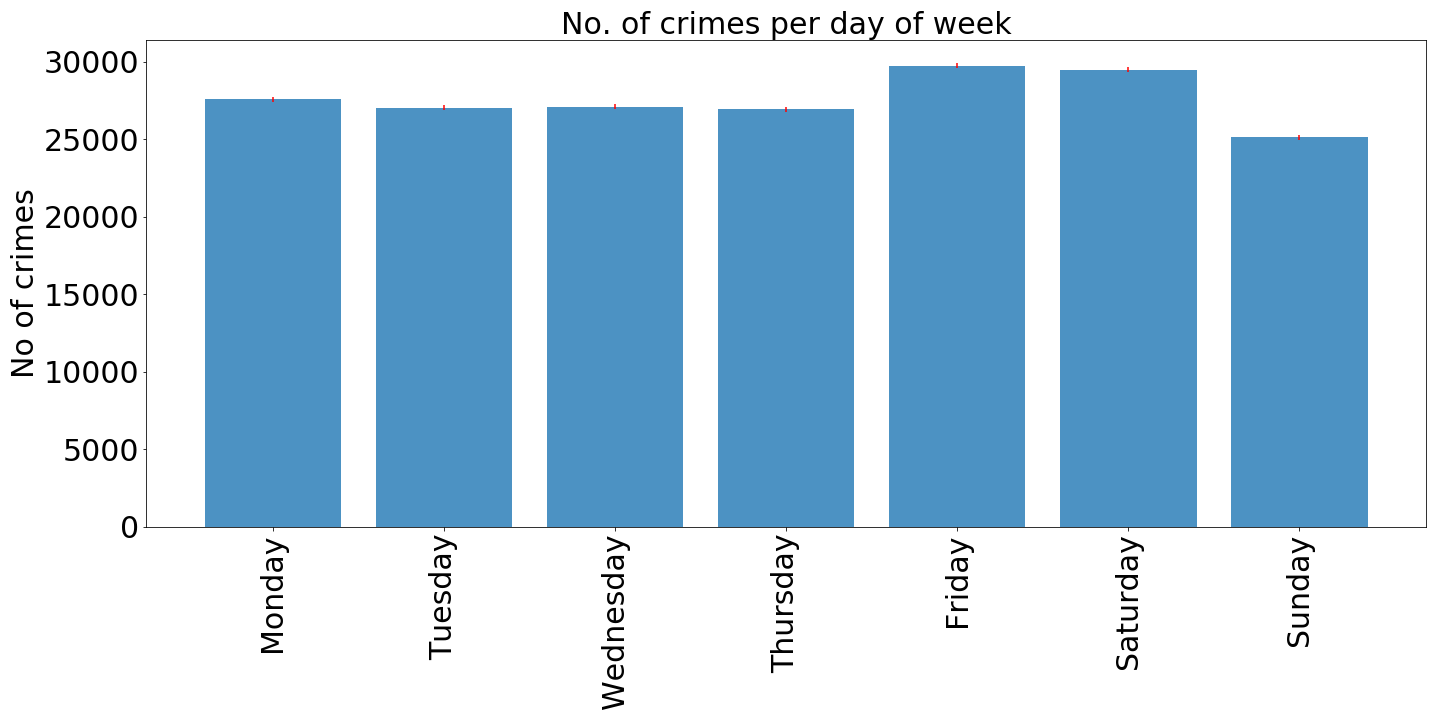 No. of crimes per day of week
No of crimes
30000
25000
20000
15000
10000
5000
0
Monday
Tuesday
Wednesday
Thursday
Friday
Saturday
Sunday